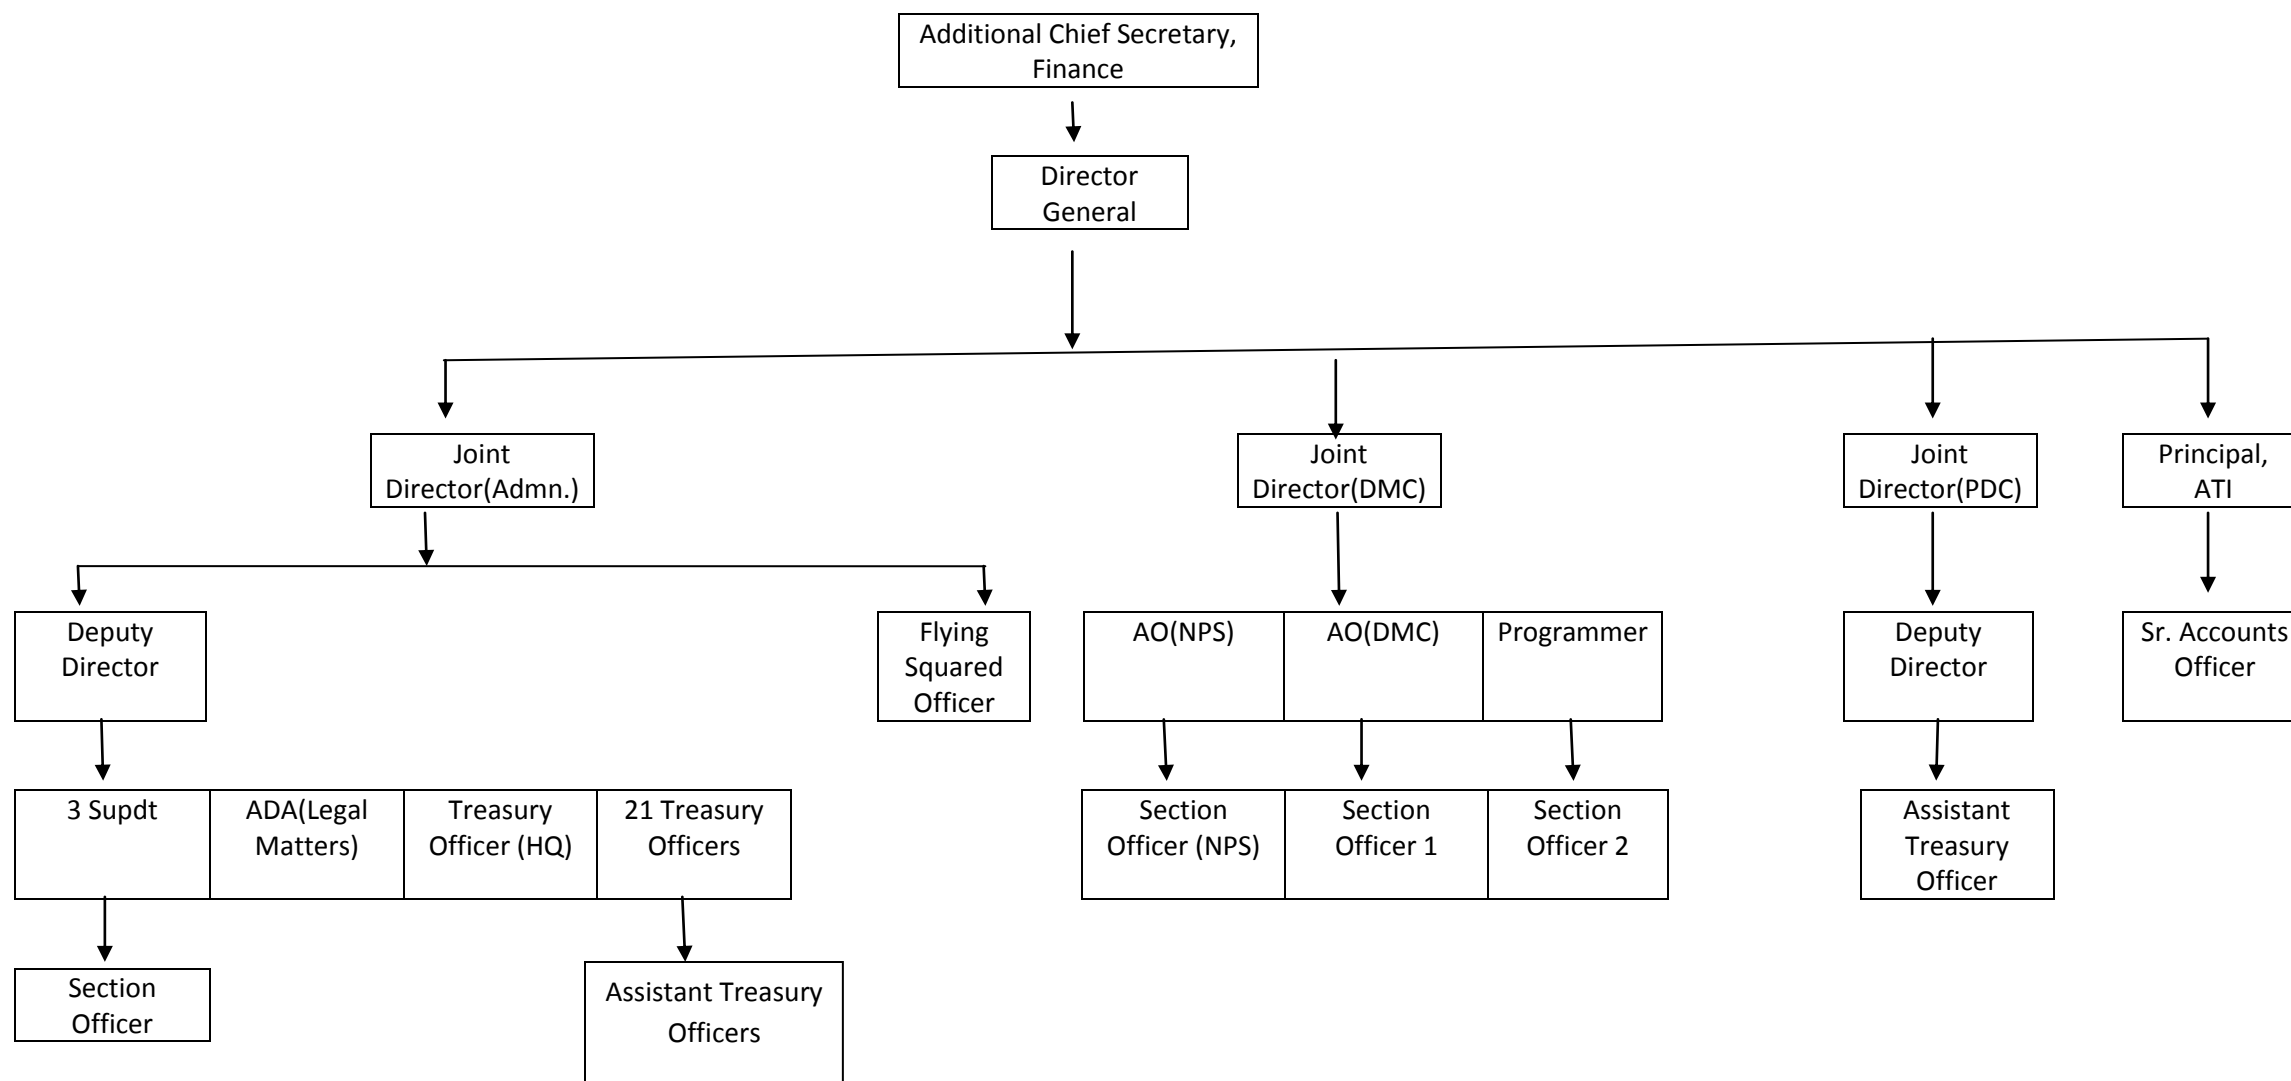 Additional Chief Secretary,
Finance
Director
General
Joint
Director(Admn.)
Joint
Director(DMC)
Joint
Director(PDC)
Principal,
ATI
Deputy
Director
Flying
Squared
Officer
AO(NPS)
AO(DMC)
Programmer
Deputy
Director
Sr. Accounts
Officer
3 Supdt
ADA(Legal
Matters)
Treasury
Officer (HQ)
21 Treasury
Officers
Section
Officer (NPS)
Section
Officer 1
Section
Officer 2
Assistant
Treasury
Officer
Section
Officer
Assistant Treasury
Officers